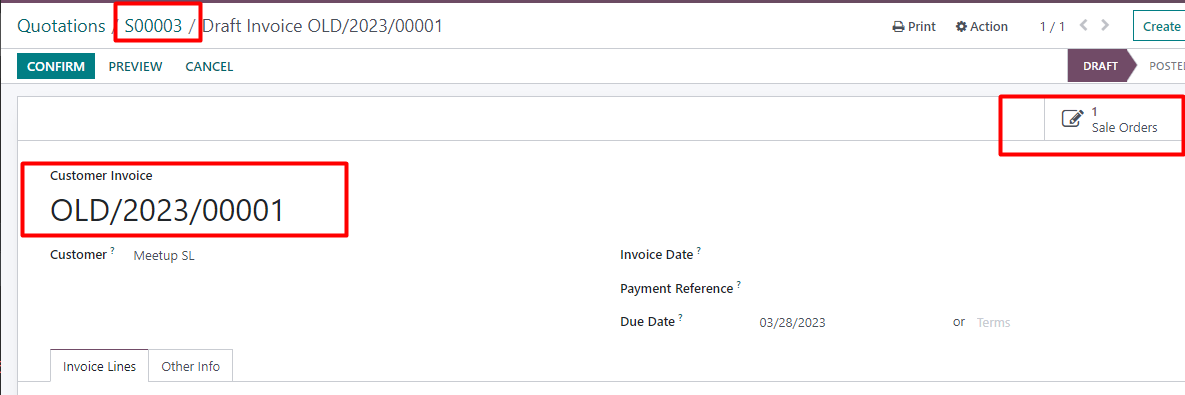 Quotations / S00003 / Draft Invoice OLD/2023/00001
Print Action 1 / 1 Create
CONFIRM PREVIEW CANCEL
DRAFT POSTE
1
Sale Orders
Customer Invoice
OLD/2023/00001
Customer ? Meetup SL
Invoice Date ?
Payment Reference ?
Due Date ? 03/28/2023 or Terms
Invoice Lines Other Info